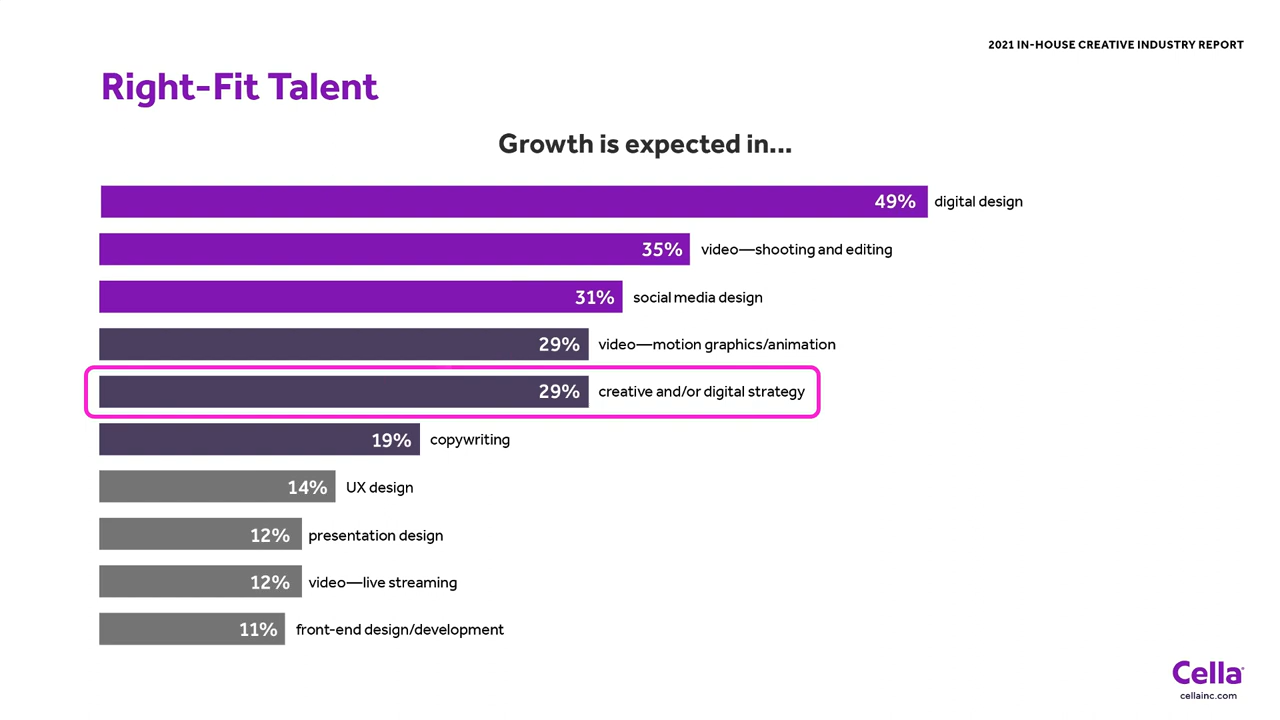 2021 IN-HOUSE CREATIVE INDUSTRY REPORT
Right-Fit Talent
Growth is expected in...
49% digital design
35% video—shooting and editing
31% social media design
29% video—motion graphics/animation
29% creative and/or digital strategy
19% copywriting
14% UX design
12% presentation design
12% video—live streaming
11% front-end design/development
Cella
cellainc.com